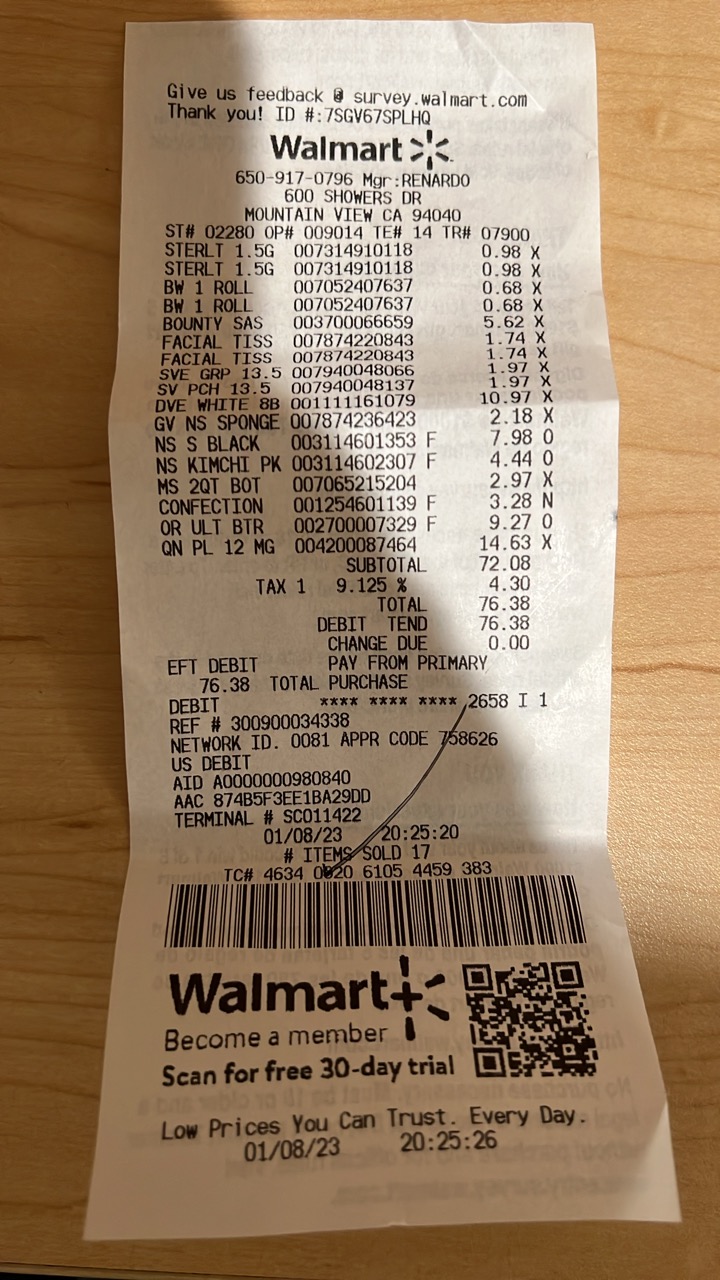 Give us feedback @ survey.walmart.com
Thank you! ID #:7SGV67SPLHQ
Walmart
650-917-0796 Mgr:RENARDO
600 SHOWERS DR
MOUNTAIN VIEW CA 94040
ST# 02280 OP# 009014 TE# 14 TR# 07900
STERLT 1.5G 007314910118 0.98 X
STERLT 1.5G 007314910118 0.98 X
BW 1 ROLL 007052407637 0.68 X
BW 1 ROLL 007052407637 0.68 X
BOUNTY SAS 003700066659 5.62 X
FACIAL TISS 007874220843 1.74 X
FACIAL TISS 007874220843 1.74 X
SVE GRP 13.5 007940048066 1.97 X
SV PCH 13.5 007940048137 1.97 X
DVE WHITE 8B 001111161079 10.97 X
GV NS SPONGE 007874236423 2.18 X
NS S BLACK 003114601353 F 7.98 O
NS KIMCHI PK 003114602307 F 4.44 O
MS 2QT BOT 007065215204 2.97 X
CONFECTION 001254601139 F 3.28 N
OR ULT BTR 002700007329 F 9.27 O
QN PL 12 MG 004200087464 14.63 X
SUBTOTAL 72.08
TAX 1 9.125 % 4.30
TOTAL 76.38
DEBIT TEND 76.38
CHANGE DUE 0.00
EFT DEBIT PAY FROM PRIMARY
76.38 TOTAL PURCHASE
DEBIT **** **** **** 2658 I 1
REF # 300900034338
NETWORK ID. 0081 APPR CODE 758626
US DEBIT
AID A0000000980840
AAC 874B5F3EE1BA29DD
TERMINAL # SC011422
01/08/23 20:25:20
# ITEMS SOLD 17
TC# 4634 0820 6105 4459 383
Walmart+
Become a member
Scan for free 30-day trial
Low Prices You Can Trust. Every Day.
01/08/23 20:25:26